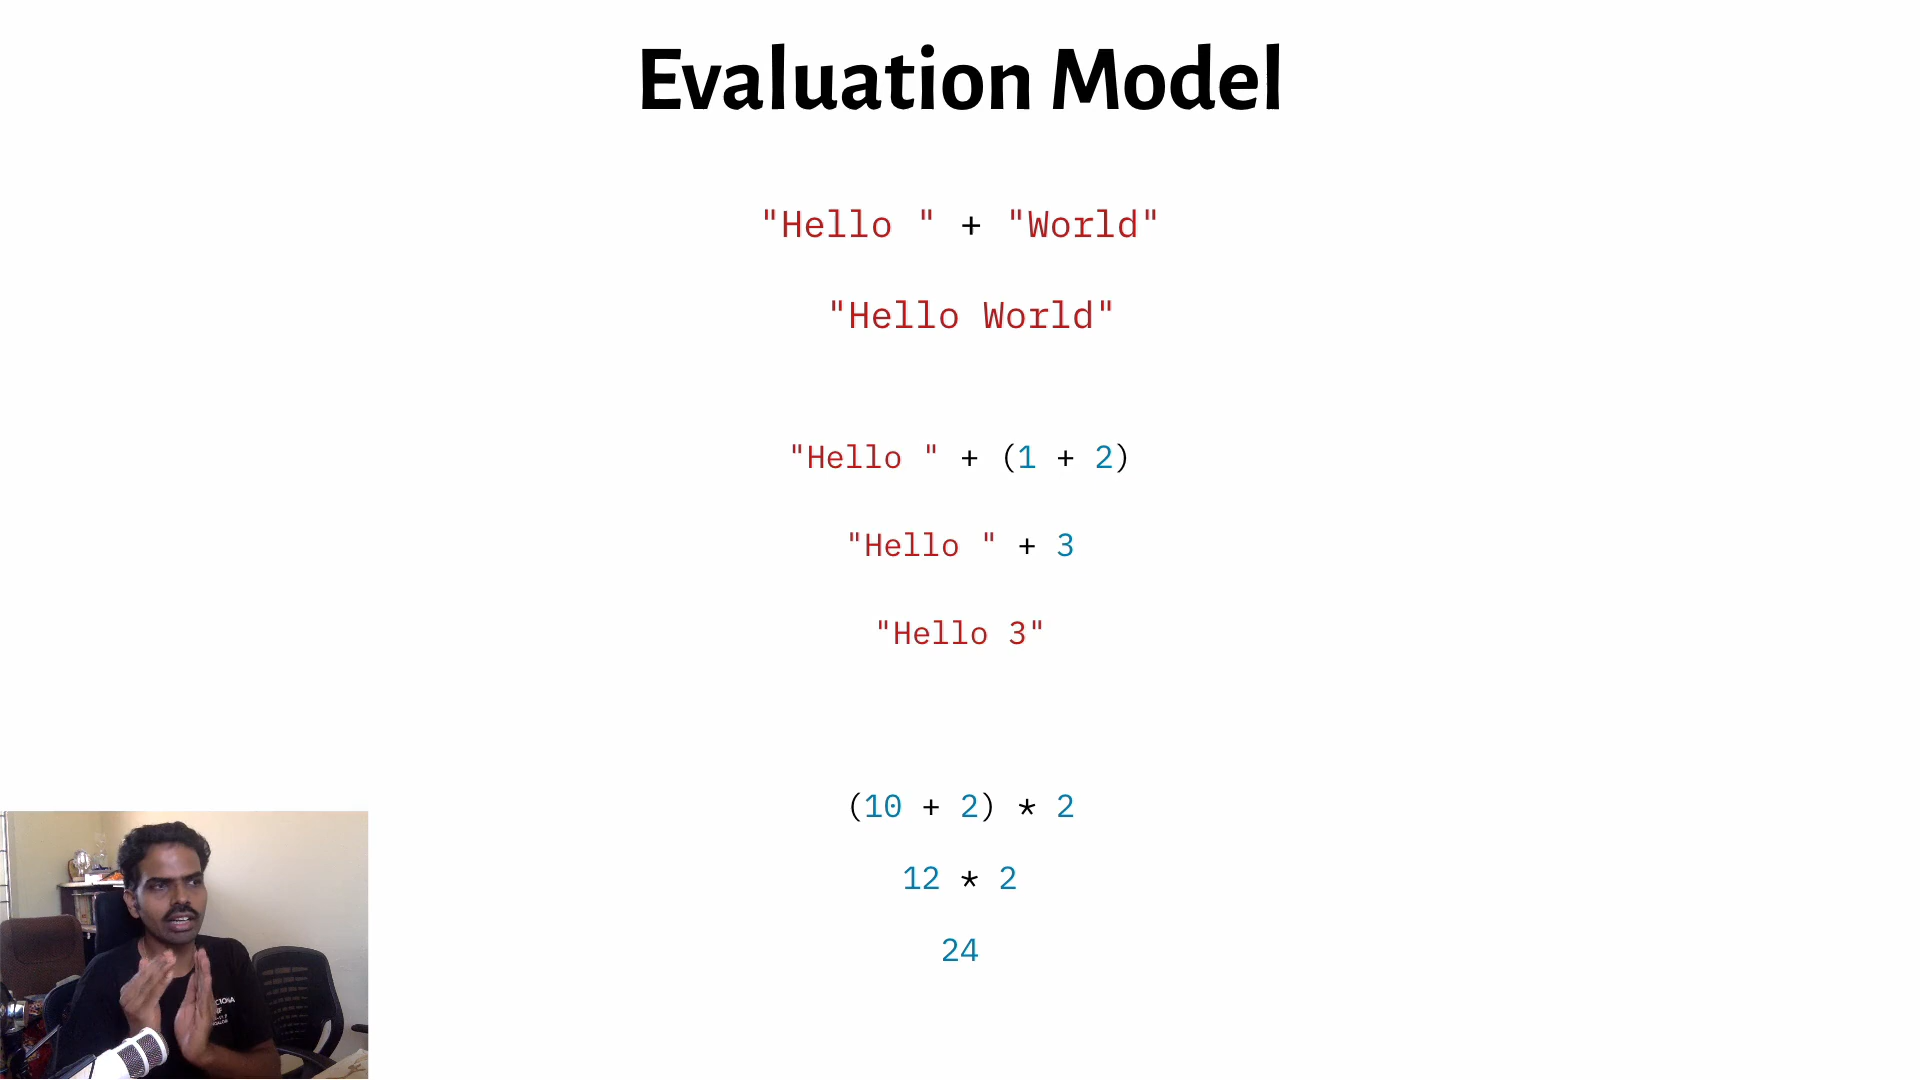 Evaluation Model
"Hello " + "World"
"Hello World"
"Hello " + (1 + 2)
"Hello " + 3
"Hello 3"
(10 + 2) * 2
12 * 2
24